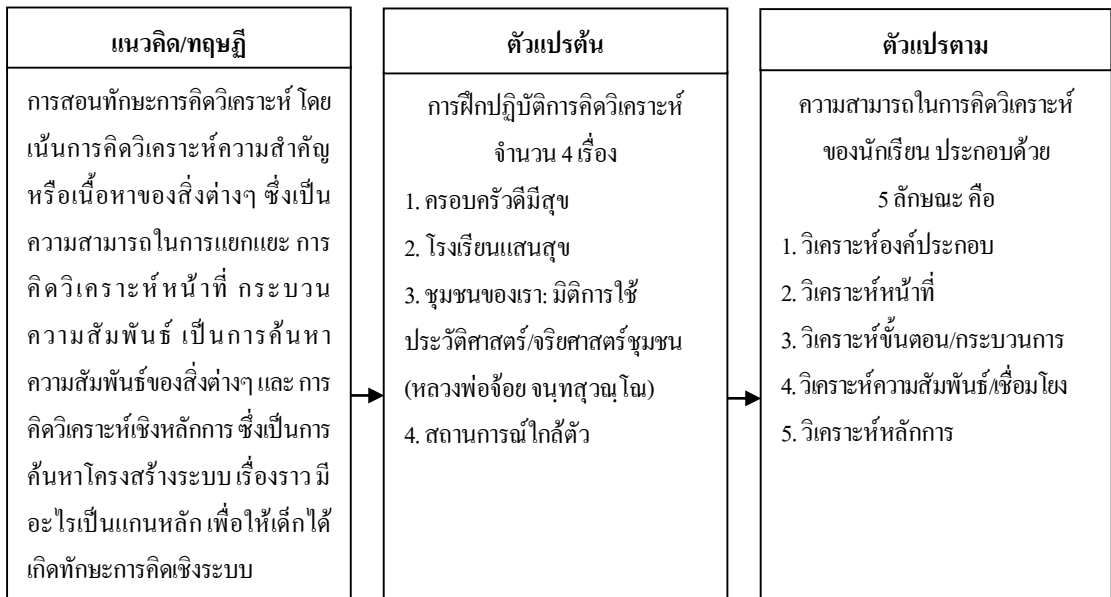 แนวคิด/ทฤษฏี
การสอนทักษะการคิดวิเคราะห์ โดย
เน้นการคิดวิเคราะห์ความสำคัญ
หรือเนื้อหาของสิ่งต่างๆ ซึ่งเป็น
ความสามารถในการแยกแยะ การ
คิดวิเคราะห์หน้าที่ กระบวน
ความสัมพันธ์ เป็นการค้นหา
ความสัมพันธ์ของสิ่งต่างๆ และ การ
คิดวิเคราะห์เชิงหลักการ ซึ่งเป็นการ
ค้นหาโครงสร้างระบบ เรื่องราว มี
อะไรเป็นแกนหลัก เพื่อให้เด็กได้
เกิดทักษะการคิดเชิงระบบ
ตัวแปรต้น
การฝึกปฏิบัติการคิดวิเคราะห์
จำนวน 4 เรื่อง
1. ครอบครัวดีมีสุข
2. โรงเรียนแสนสุข
3. ชุมชนของเรา: มิติการใช้
ประวัติศาสตร์/จริยศาสตร์ชุมชน
(หลวงพ่อจ้อย จนฺทสุวณฺโณ)
4. สถานการณ์ใกล้ตัว
ตัวแปรตาม
ความสามารถในการคิดวิเคราะห์
ของนักเรียน ประกอบด้วย
5 ลักษณะ คือ
1. วิเคราะห์องค์ประกอบ
2. วิเคราะห์หน้าที่
3. วิเคราะห์ขั้นตอน/กระบวนการ
4. วิเคราะห์ความสัมพันธ์/เชื่อมโยง
5. วิเคราะห์หลักการ